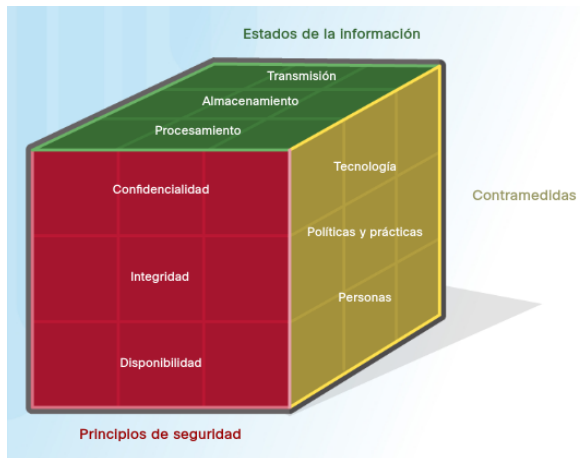 Estados de la información
Transmisión
Almacenamiento
Procesamiento
Confidencialidad
Tecnología
Contramedidas
Políticas y prácticas
Integridad
Personas
Disponibilidad
Principios de seguridad